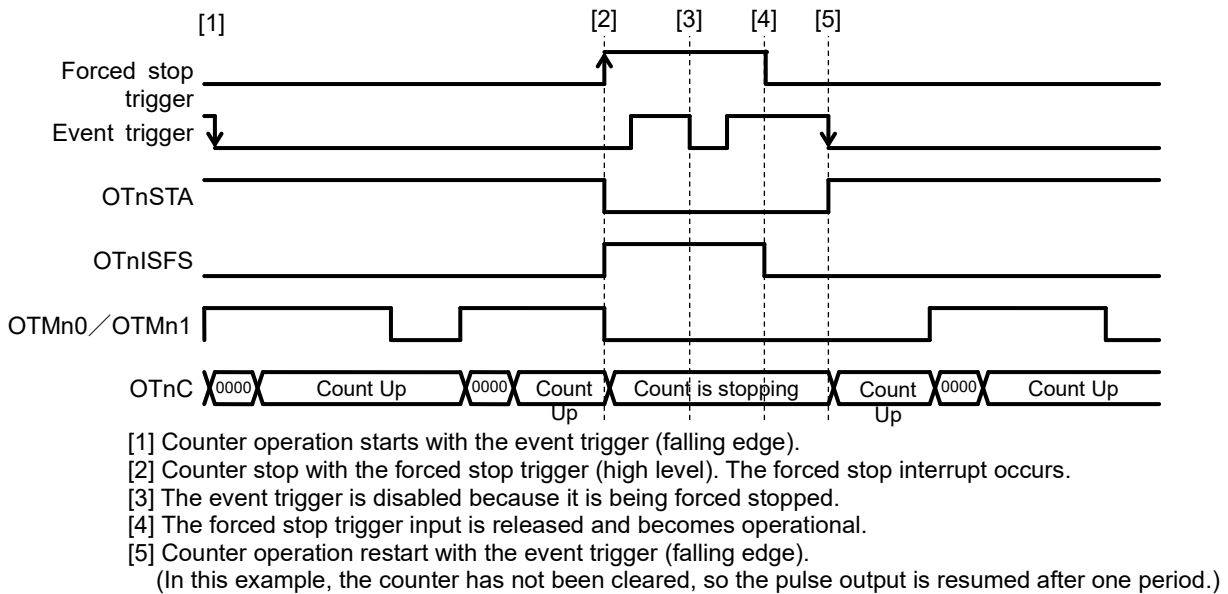 [1] [2] [3] [4] [5]
Forced stop
trigger
Event trigger
OTnSTA
OTnISFS
OTMn0／OTMn1
OTnC 0000 Count Up 0000 Count Up Count is stopping Count Up 0000 Count Up
[1] Counter operation starts with the event trigger (falling edge).
[2] Counter stop with the forced stop trigger (high level). The forced stop interrupt occurs.
[3] The event trigger is disabled because it is being forced stopped.
[4] The forced stop trigger input is released and becomes operational.
[5] Counter operation restart with the event trigger (falling edge).
(In this example, the counter has not been cleared, so the pulse output is resumed after one period.)